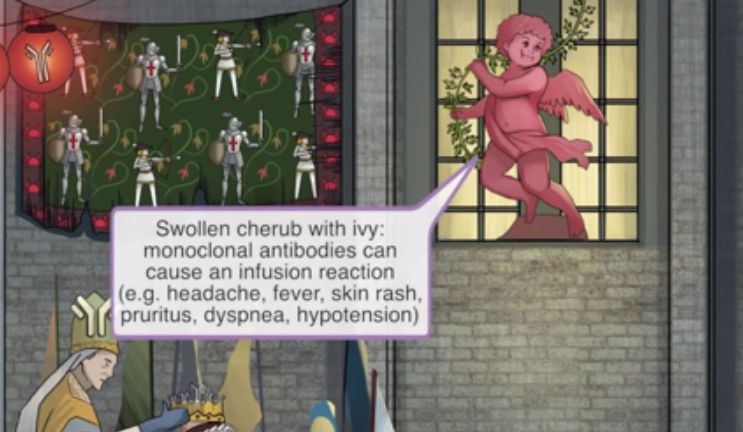 Swollen cherub with ivy:
monoclonal antibodies can
cause an infusion reaction
(e.g. headache, fever, skin rash,
pruritus, dyspnea, hypotension)